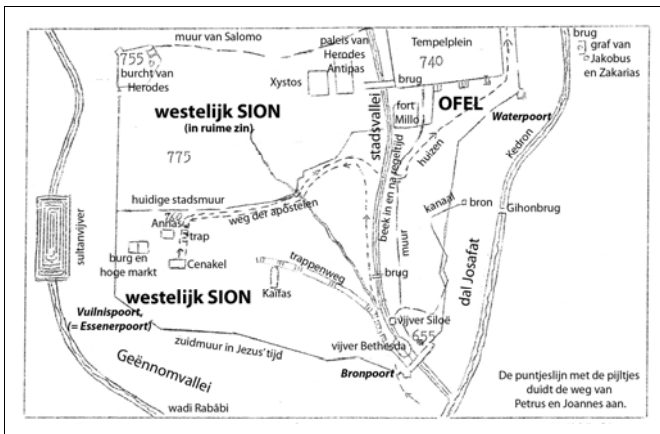 muur van Salomo
paleis van
Herodes
Antipas
Tempelplein
740
brug
graf van
Jakobus
en Zakarias
755
burcht van
Herodes
Xystos
brug
OFEL
fort
Millo
Waterpoort
westelijk SION
(in ruime zin)
stadsvallei
huizen
Kedron
775
beek in en na regeltijd
kanaal
bron
Gihonbrug
huidige stadsmuur
weg der apostelen
760
Annas
trap
sultanvijver
burg en
hoge markt
Cenakel
trappenweg
Kaïfas
muur
brug
dal Josafat
westelijk SION
Vuilnispoort,
(= Essenerpoort)
vijver Siloë
655
zuidmuur in Jezus' tijd
vijver Bethesda
Geënnomvallei
Bronpoort
De puntjeslijn met de pijltjes
duidt de weg van
Petrus en Joannes aan.
wadi Rabâbi